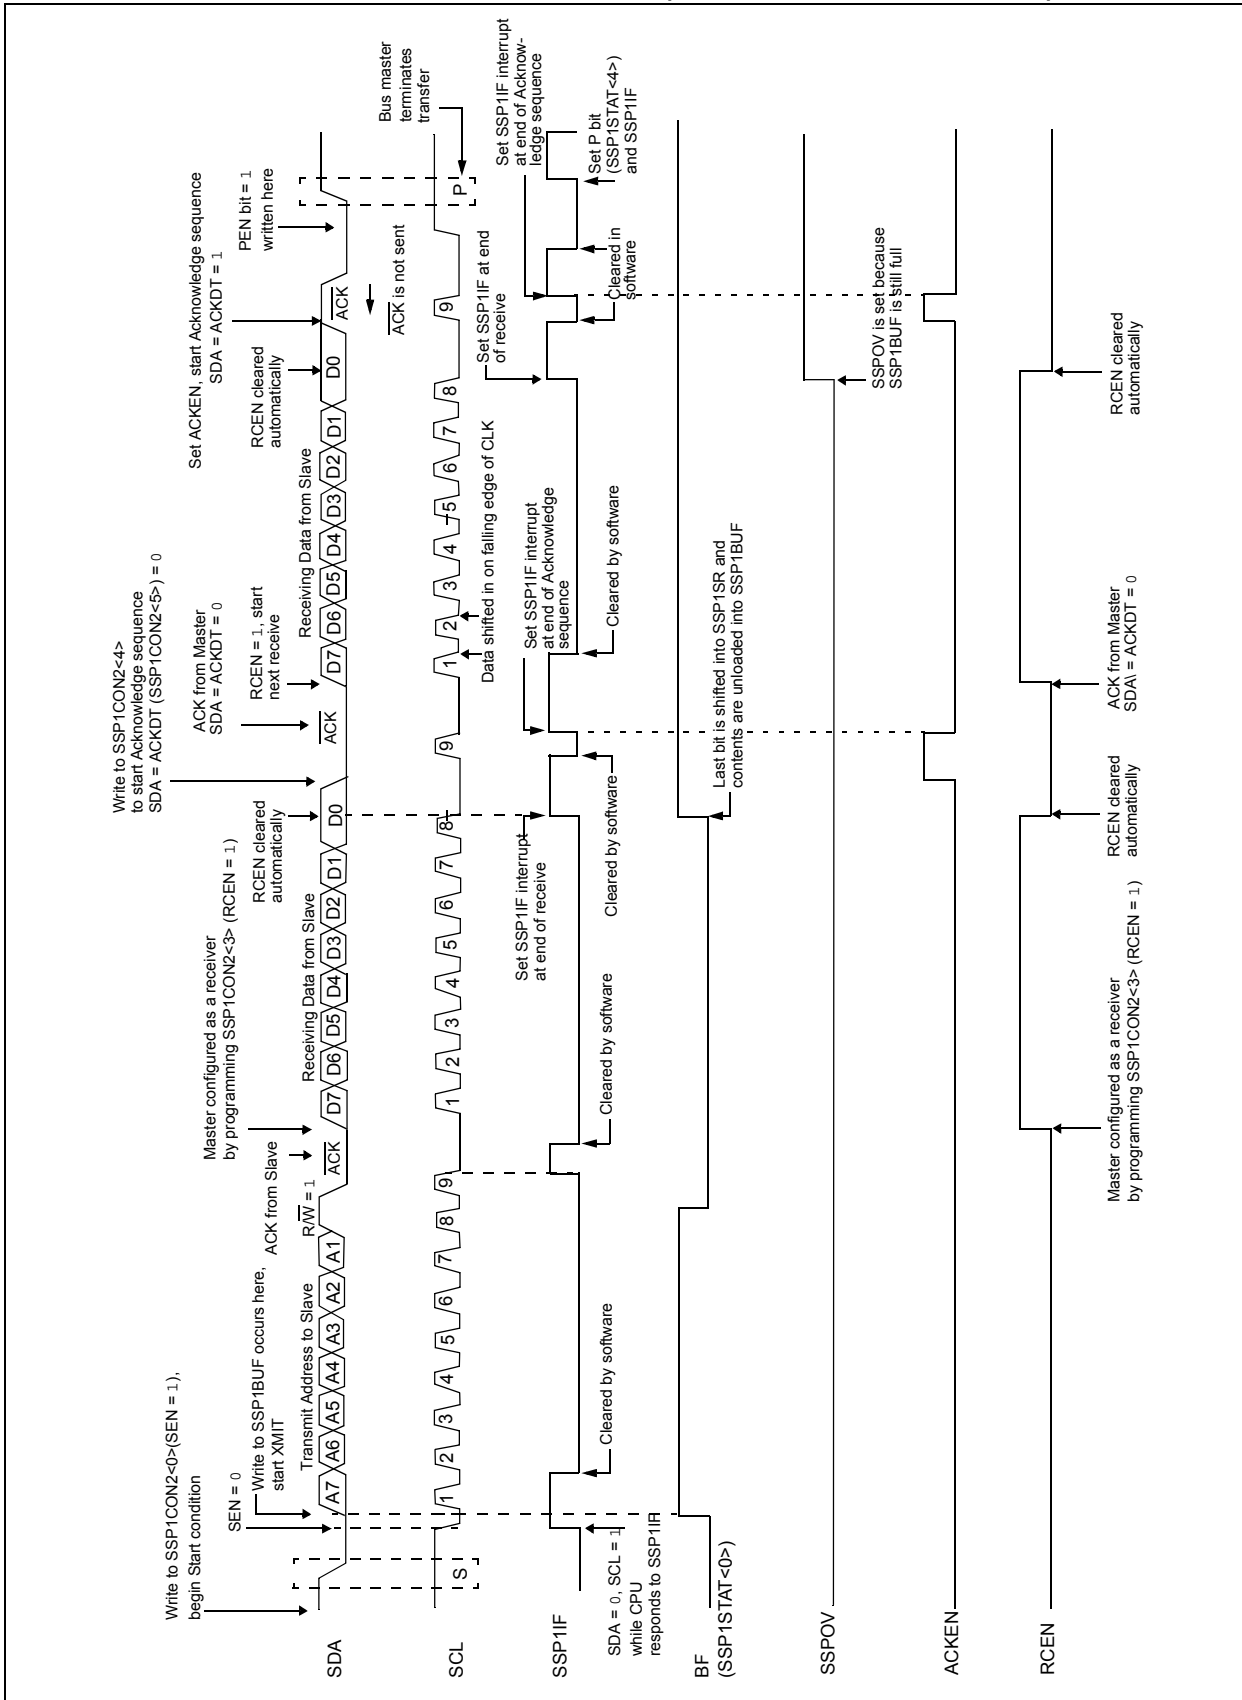 Write to SSP1CON2<0>(SEN = 1),
begin Start condition
SEN = 0
Write to SSP1BUF occurs here,
start XMIT
ACK from Slave
Master configured as a receiver
by programming SSP1CON2<3> (RCEN = 1)
RCEN cleared
automatically
Write to SSP1CON2<4>
to start Acknowledge sequence
SDA = ACKDT (SSP1CON2<5>) = 0
ACK from Master
SDA = ACKDT = 0
RCEN = 1, start
next receive
RCEN cleared
automatically
Set ACKEN, start Acknowledge sequence
SDA = ACKDT = 1
PEN bit = 1
written here
Transmit Address to Slave
R/W = 1
Receiving Data from Slave
Receiving Data from Slave
SDA
A7 A6 A5 A4 A3 A2 A1 ACK D7 D6 D5 D4 D3 D2 D1 D0 ACK D7 D6 D5 D4 D3 D2 D1 D0 ACK
ACK is not sent
Bus master
terminates
transfer
SCL
S 1 2 3 4 5 6 7 8 9 1 2 3 4 5 6 7 8 9 1 2 3 4 5 6 7 8 9 P
Data shifted in on falling edge of CLK
Set SSP1IF interrupt
at end of receive
Set SSP1IF interrupt
at end of Acknowledge
sequence
Set SSP1IF at end
of receive
Set SSP1IF interrupt
at end of Acknow-
ledge sequence
SSP1IF
SDA = 0, SCL = 1
while CPU
responds to SSP1IF
Cleared by software
Cleared by software
Cleared by software
Cleared by software
Cleared in
software
Set P bit
(SSP1STAT<4>)
and SSP1IF
BF
(SSP1STAT<0>)
Last bit is shifted into SSP1SR and
contents are unloaded into SSP1BUF
SSPOV
SSPOV is set because
SSP1BUF is still full
ACKEN
RCEN
Master configured as a receiver
by programming SSP1CON2<3> (RCEN = 1)
RCEN cleared
automatically
ACK from Master
SDA\ = ACKDT = 0
RCEN cleared
automatically